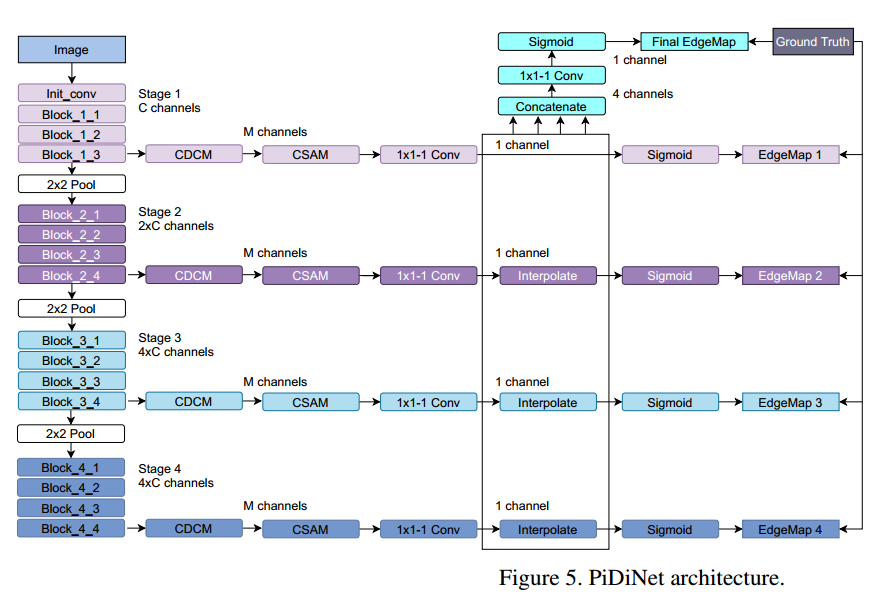 Image
Init_conv
Block_1_1
Block_1_2
Block_1_3
Stage 1
C channels
M channels
CDCM
CSAM
1x1-1 Conv
1 channel
Sigmoid
EdgeMap 1
Sigmoid
Final EdgeMap
Ground Truth
1 channel
1x1-1 Conv
4 channels
Concatenate
2x2 Pool
Block_2_1
Block_2_2
Block_2_3
Block_2_4
Stage 2
2xC channels
M channels
CDCM
CSAM
1x1-1 Conv
1 channel
Interpolate
Sigmoid
EdgeMap 2
2x2 Pool
Block_3_1
Block_3_2
Block_3_3
Block_3_4
Stage 3
4xC channels
M channels
CDCM
CSAM
1x1-1 Conv
1 channel
Interpolate
Sigmoid
EdgeMap 3
2x2 Pool
Block_4_1
Block_4_2
Block_4_3
Block_4_4
Stage 4
4xC channels
M channels
CDCM
CSAM
1x1-1 Conv
1 channel
Interpolate
Sigmoid
EdgeMap 4
Figure 5. PiDiNet architecture.